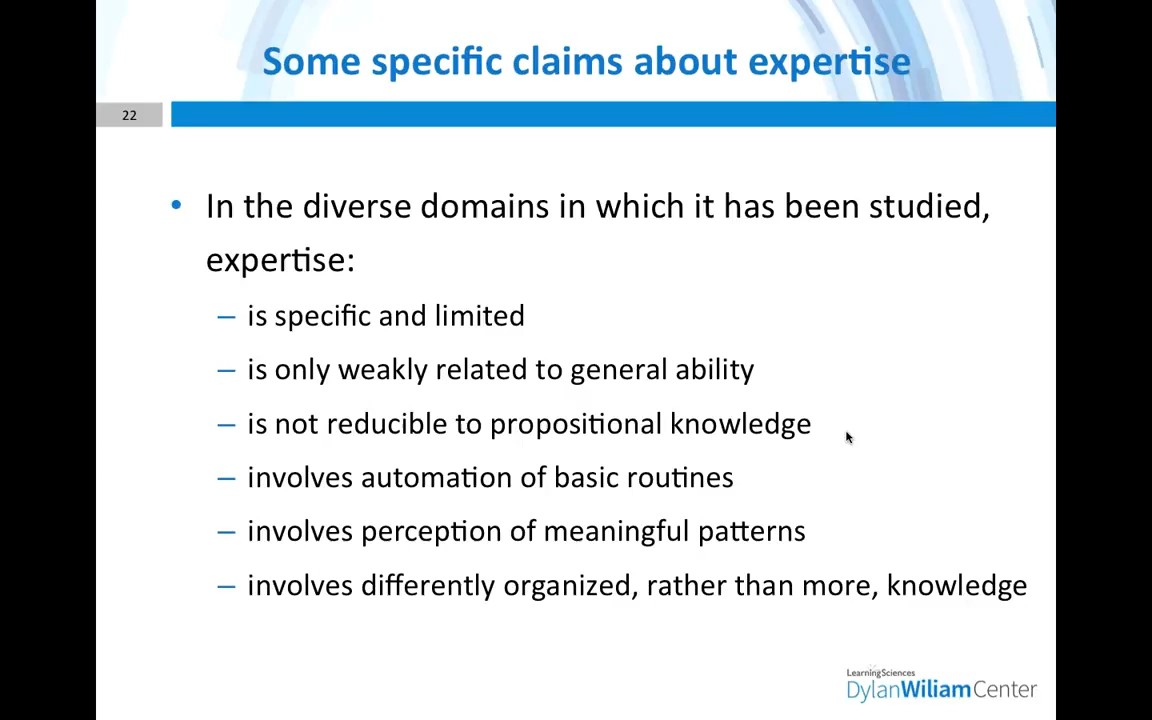 Some specific claims about expertise
22
• In the diverse domains in which it has been studied,
expertise:
– is specific and limited
– is only weakly related to general ability
– is not reducible to propositional knowledge
– involves automation of basic routines
– involves perception of meaningful patterns
– involves differently organized, rather than more, knowledge
LearningSciences
DylanWiliamCenter